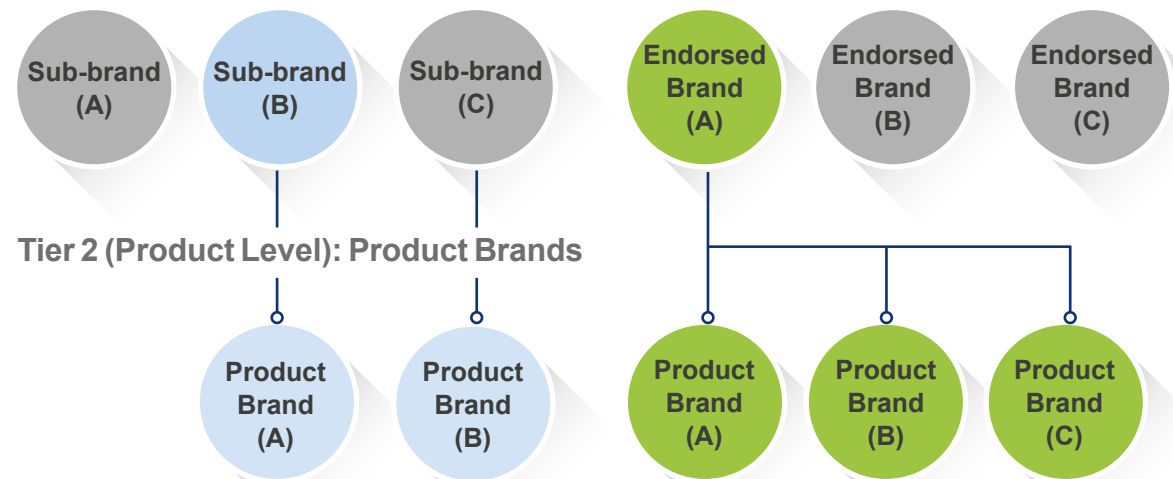 Sub-brand
(A)
Sub-brand
(B)
Sub-brand
(C)
Endorsed
Brand
(A)
Endorsed
Brand
(B)
Endorsed
Brand
(C)
Tier 2 (Product Level): Product Brands
Product
Brand
(A)
Product
Brand
(B)
Product
Brand
(A)
Product
Brand
(B)
Product
Brand
(C)